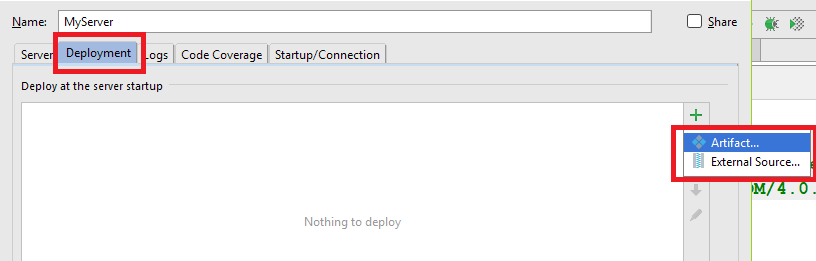 Name: MyServer Share
Server Deployment Logs Code Coverage Startup/Connection
Deploy at the server startup
Artifact...
External Source...
OM/4.0.
Nothing to deploy